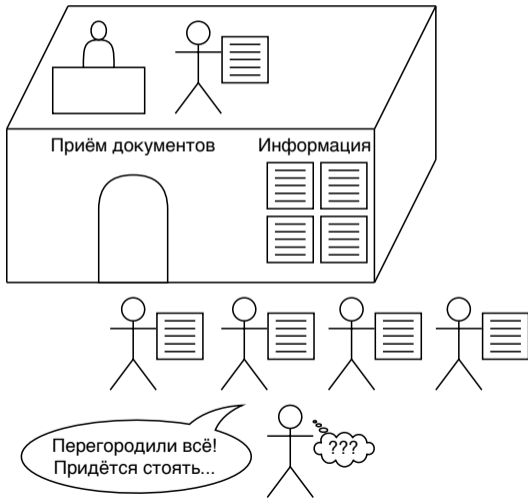 Приём документов
Информация
Перегородили всё!
Придётся стоять...
???